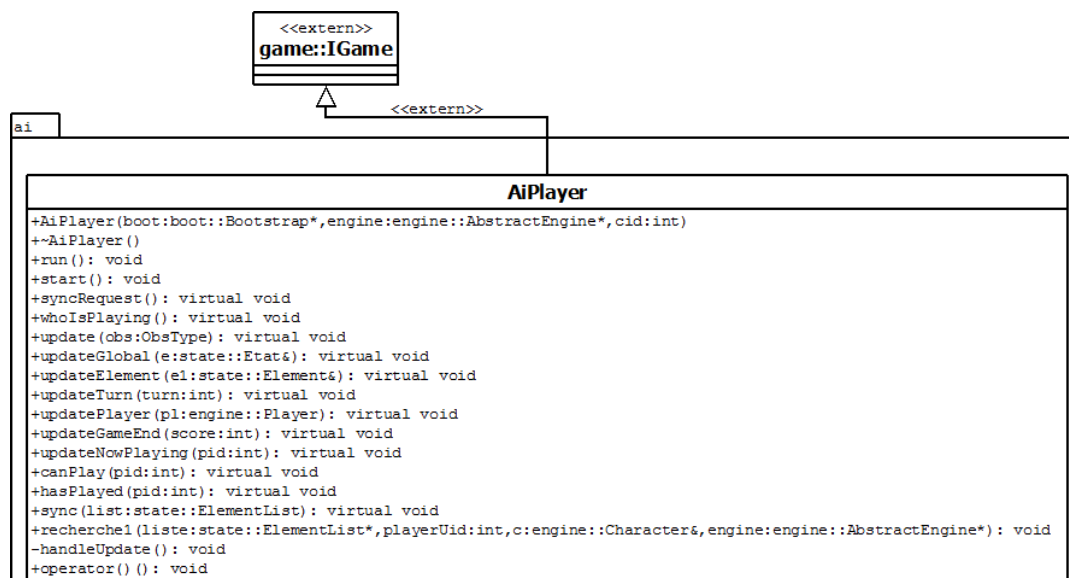 <<extern>>
game::IGame
<<extern>>
ai
AiPlayer
+AiPlayer(boot:boot::Bootstrap*,engine:engine::AbstractEngine*,cid:int)
+~AiPlayer()
+run(): void
+start(): void
+syncRequest(): virtual void
+whoIsPlaying(): virtual void
+update(obs:ObsType): virtual void
+updateGlobal(e:state::Etat&): virtual void
+updateElement(el:state::Element&): virtual void
+updateTurn(turn:int): virtual void
+updatePlayer(pl:engine::Player): virtual void
+updateGameEnd(score:int): virtual void
+updateNowPlaying(pid:int): virtual void
+canPlay(pid:int): virtual void
+hasPlayed(pid:int): virtual void
+sync(list:state::ElementList): virtual void
+recherche1(liste:state::ElementList*,playerUid:int,c:engine::Character&,engine:engine::AbstractEngine*): void
-handleUpdate(): void
+operator()(): void